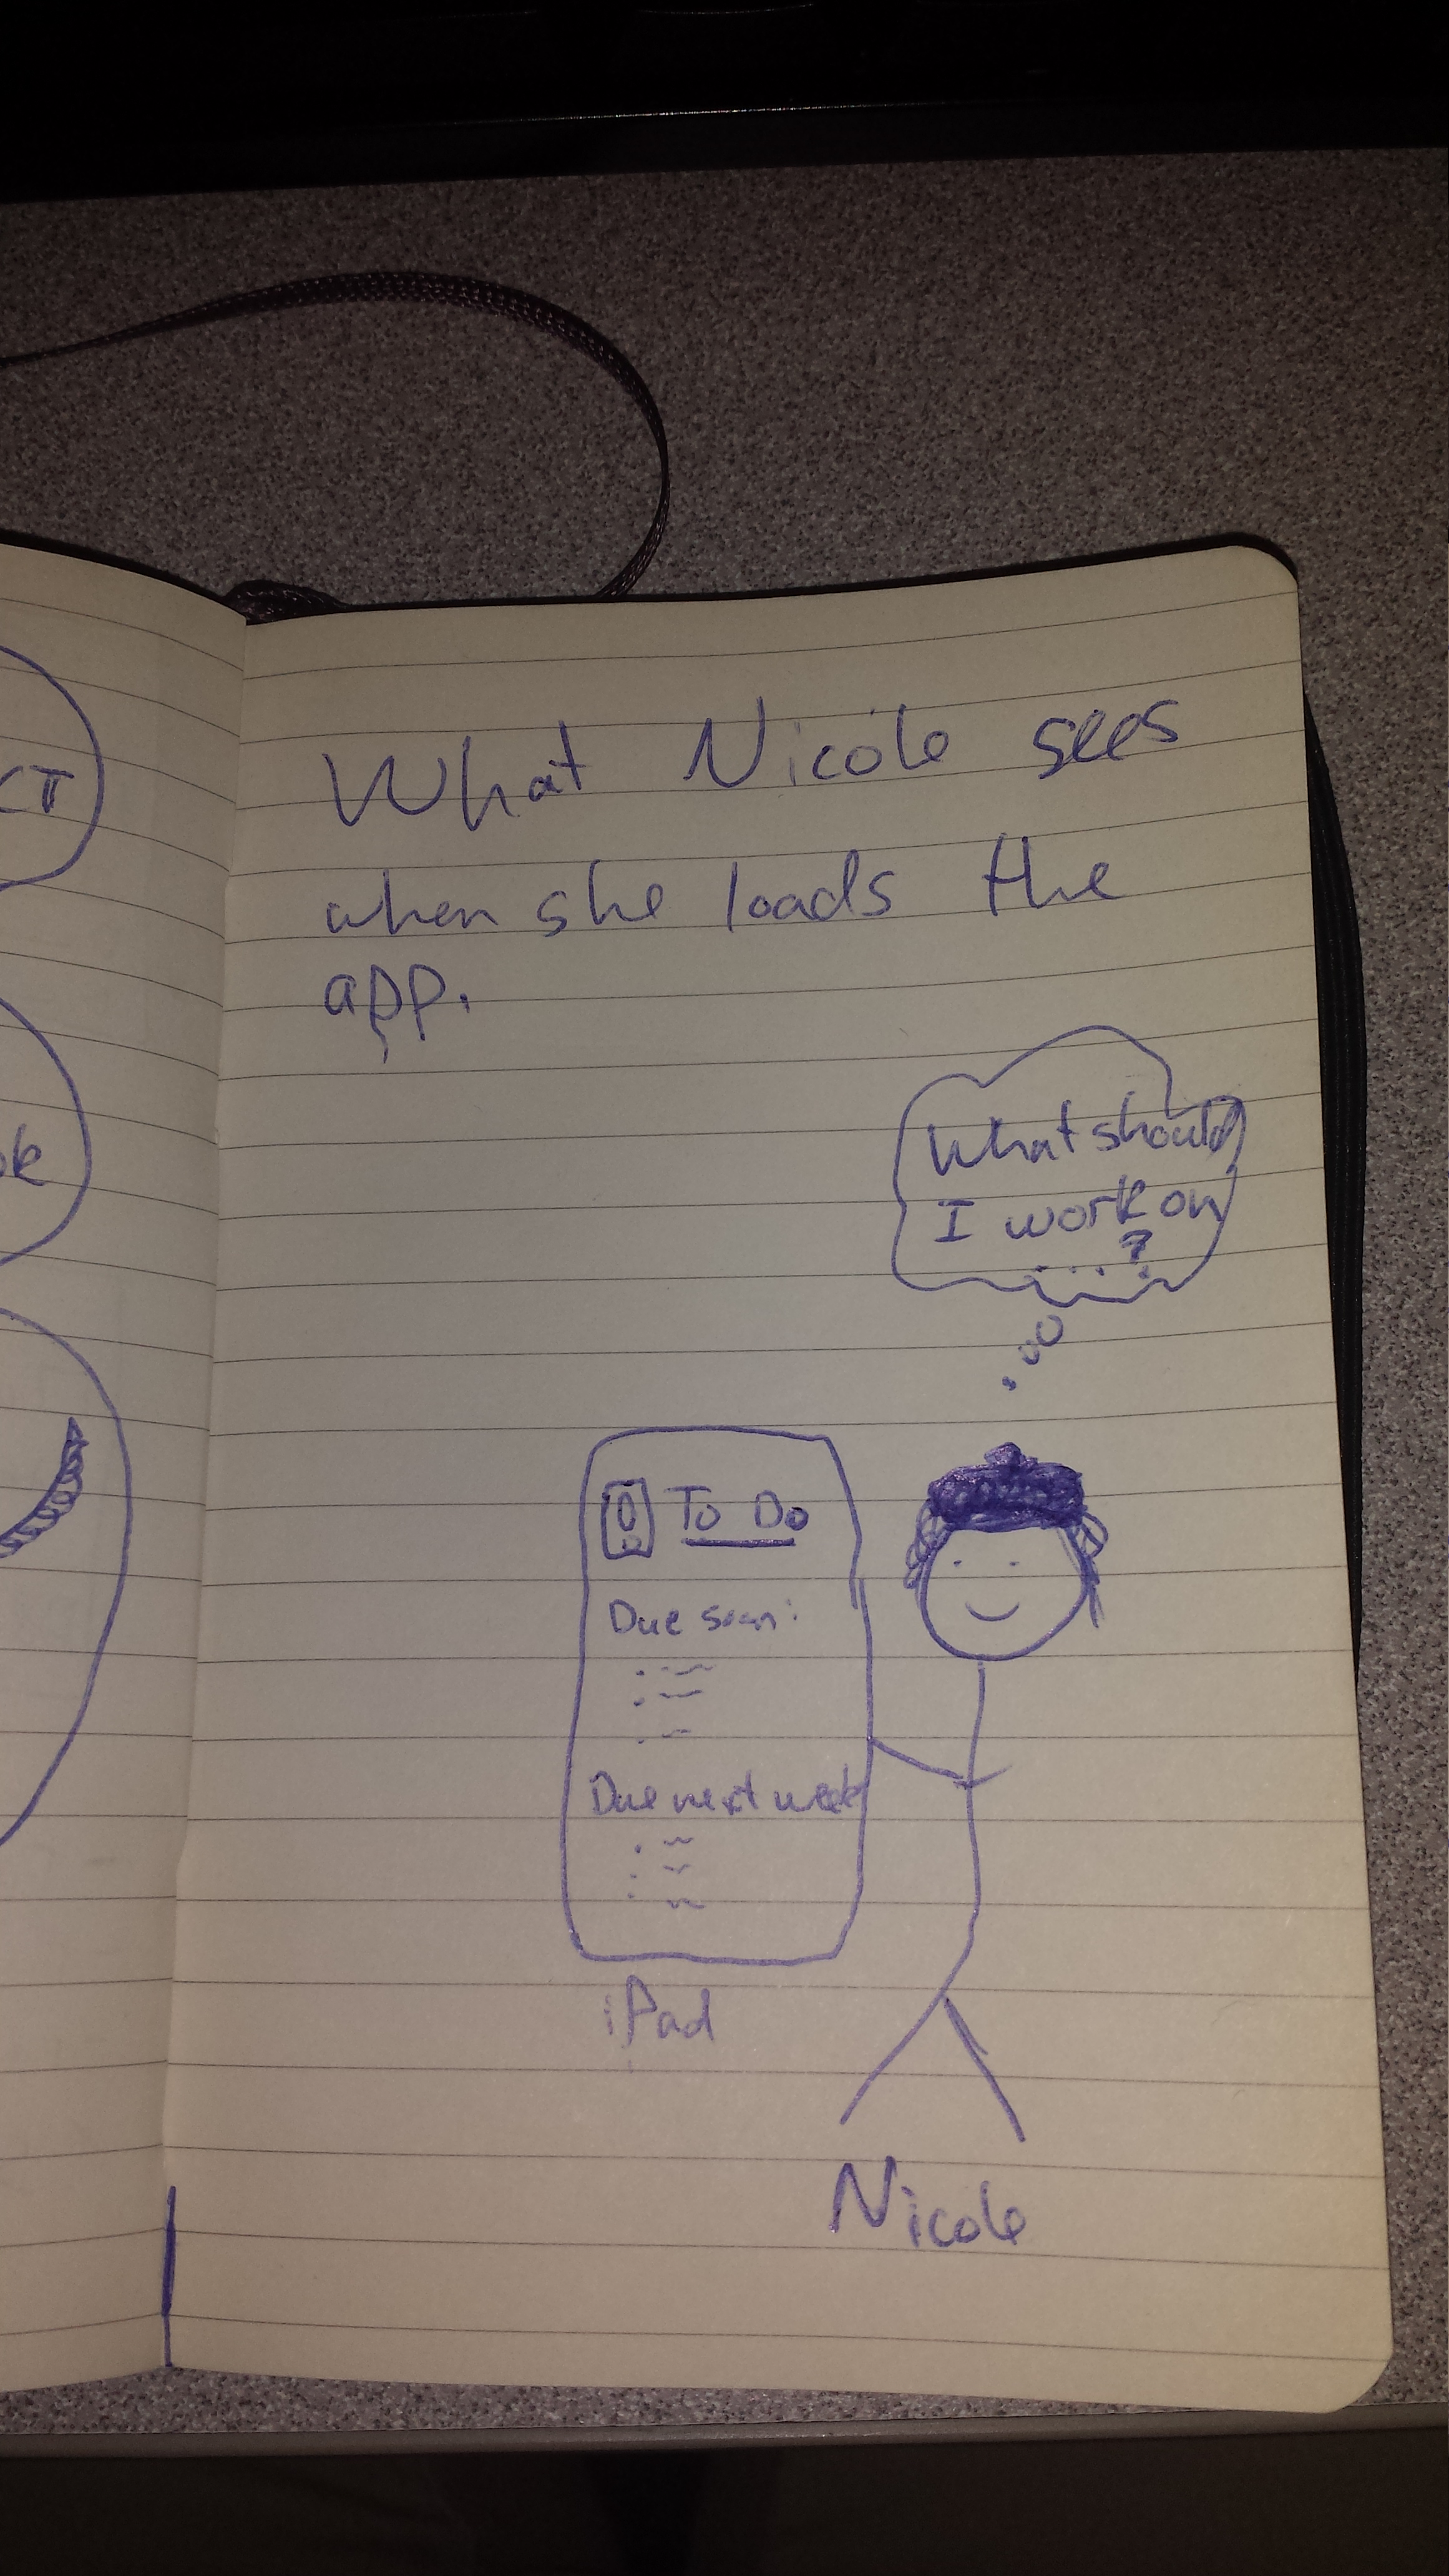 What Nicole sees
when she loads the
app.
What should
I work on
...?
To Do
Due soon:
Due next week
iPad
Nicole
CT